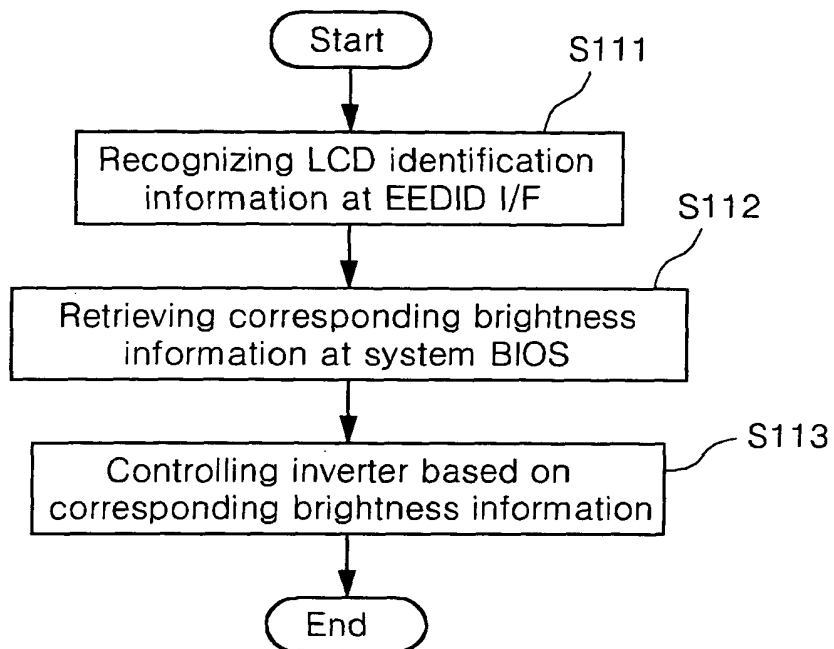 Start
S111
Recognizing LCD identification
information at EEDID I/F
S112
Retrieving corresponding brightness
information at system BIOS
S113
Controlling inverter based on
corresponding brightness information
End